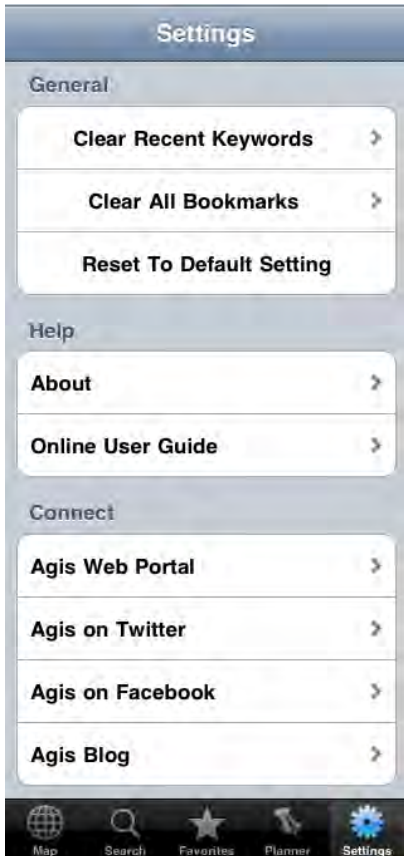 Settings
General
Clear Recent Keywords
Clear All Bookmarks
Reset To Default Setting
Help
About
Online User Guide
Connect
Agis Web Portal
Agis on Twitter
Agis on Facebook
Agis Blog
Map Search Favorites Planner Settings